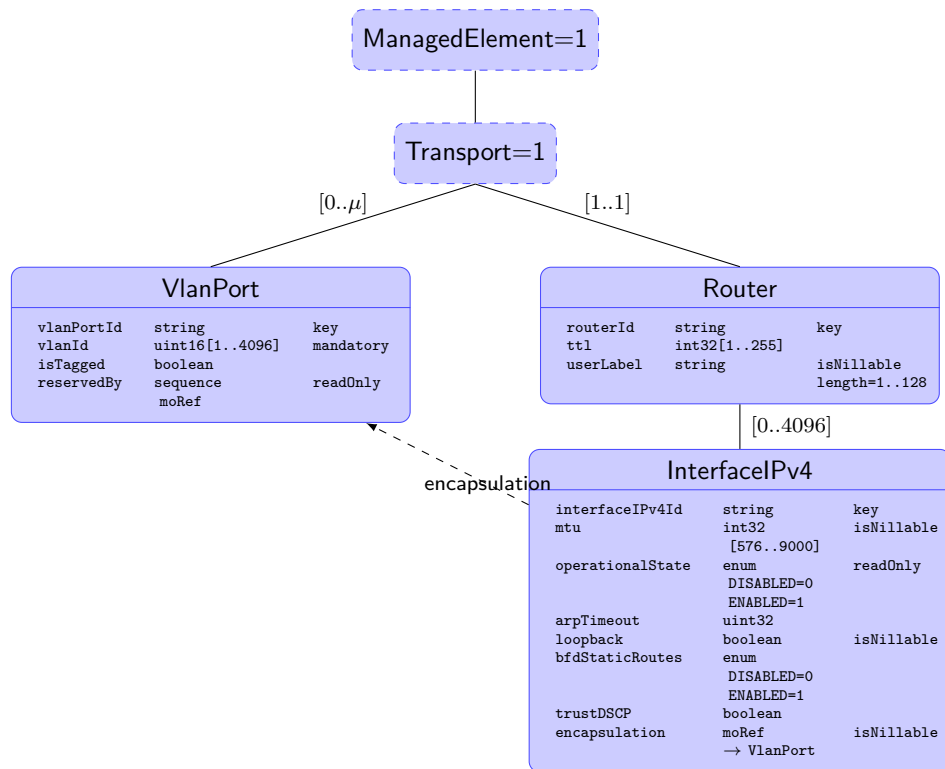 ManagedElement=1
Transport=1
[0..μ]
[1..1]
VlanPort
vlanPortId string key
vlanId uint16[1..4096] mandatory
isTagged boolean
reservedBy sequence readOnly
moRef
Router
routerId string key
ttl int32[1..255]
userLabel string isNillable
length=1..128
[0..4096]
encapsulation
InterfaceIPv4
interfaceIPv4Id string key
mtu int32 isNillable
[576..9000]
operationalState enum readOnly
DISABLED=0
ENABLED=1
arpTimeout uint32
loopback boolean isNillable
bfdStaticRoutes enum
DISABLED=0
ENABLED=1
trustDSCP boolean
encapsulation moRef isNillable
→ VlanPort